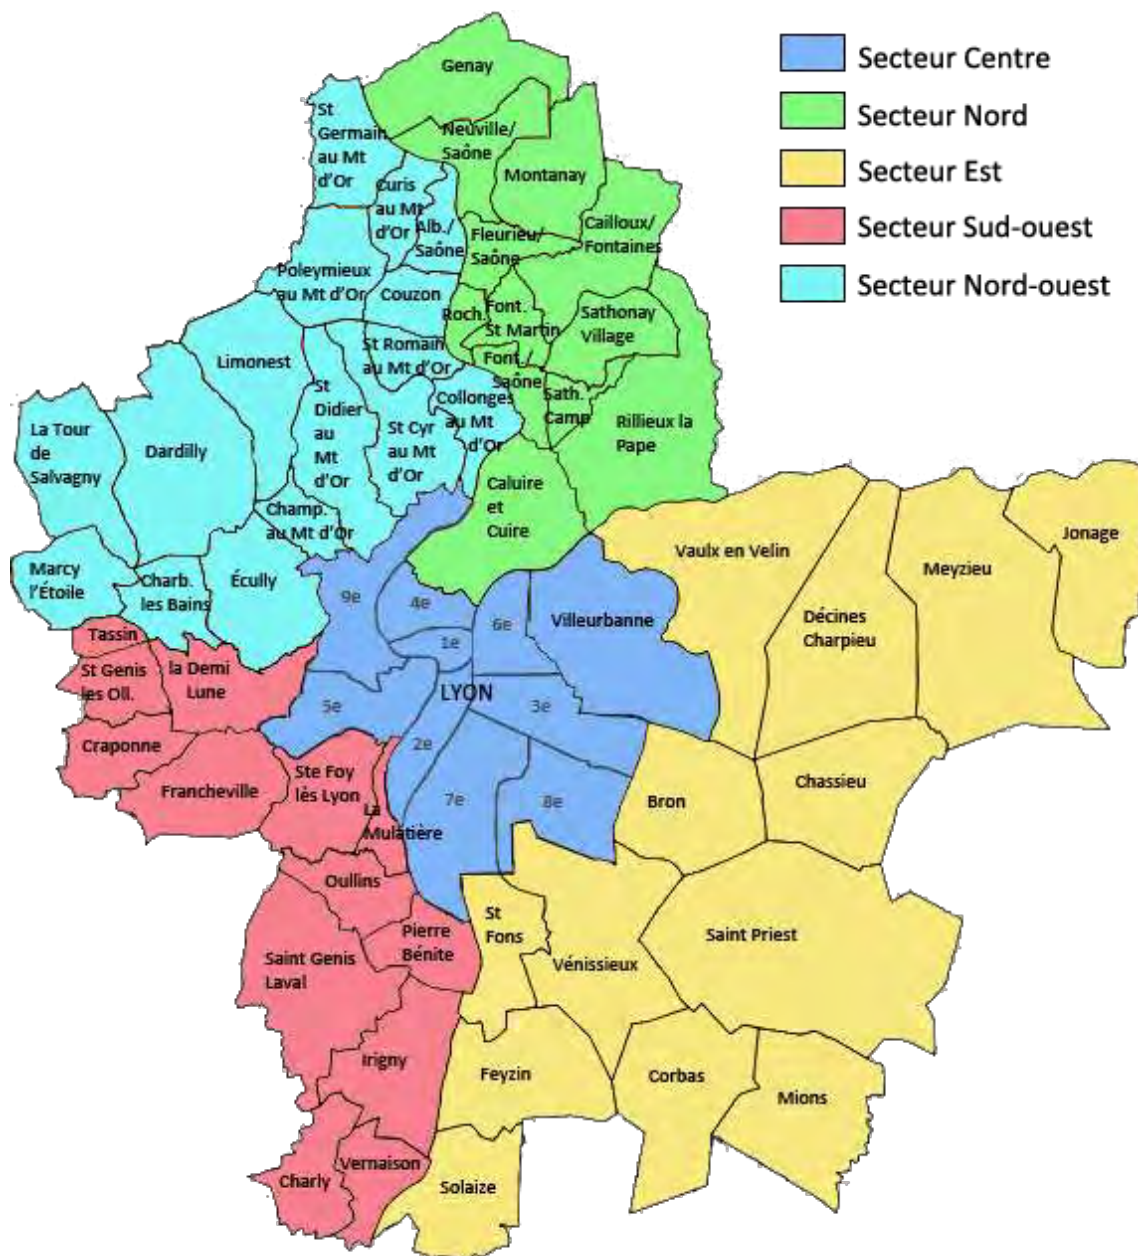 Secteur Centre
Secteur Nord
Secteur Est
Secteur Sud-ouest
Secteur Nord-ouest
Genay
St
Germain
au Mt
d'Or
Neuville/
Saône
Montanay
Curis
au Mt
d'Or
Alb./
Saône
Cailloux/
Fontaines
Fleurieu/
Saône
Poleymieux
au Mt d'Or
Couzon
Roch.
Font.
St Martin
Sathonay
Village
Limonest
St Romain
au Mt d'Or
Font./
Saône
St
Didier
au
Mt
d'Or
Collonges
au Mt
d'Or
Sath.
Camp
Rillieux la
Pape
La Tour
de
Salvagny
Dardilly
St Cyr
au Mt
d'Or
Caluire
et
Cuire
Champ.
au Mt d'Or
Vaulx en Velin
Jonage
Meyzieu
Marcy
l'Étoile
Charb.
les Bains
Écully
9e
4e
1e
6e
Villeurbanne
Décines
Charpieu
Tassin
la Demi
Lune
St Genis
les Oll.
LYON
5e
3e
2e
7e
8e
Craponne
Francheville
Ste Foy
lès Lyon
La
Mulatière
Bron
Chassieu
Oullins
Pierre
Bénite
St
Fons
Saint Genis
Laval
Vénissieux
Saint Priest
Irigny
Feyzin
Corbas
Mions
Charly
Vernaison
Solaize